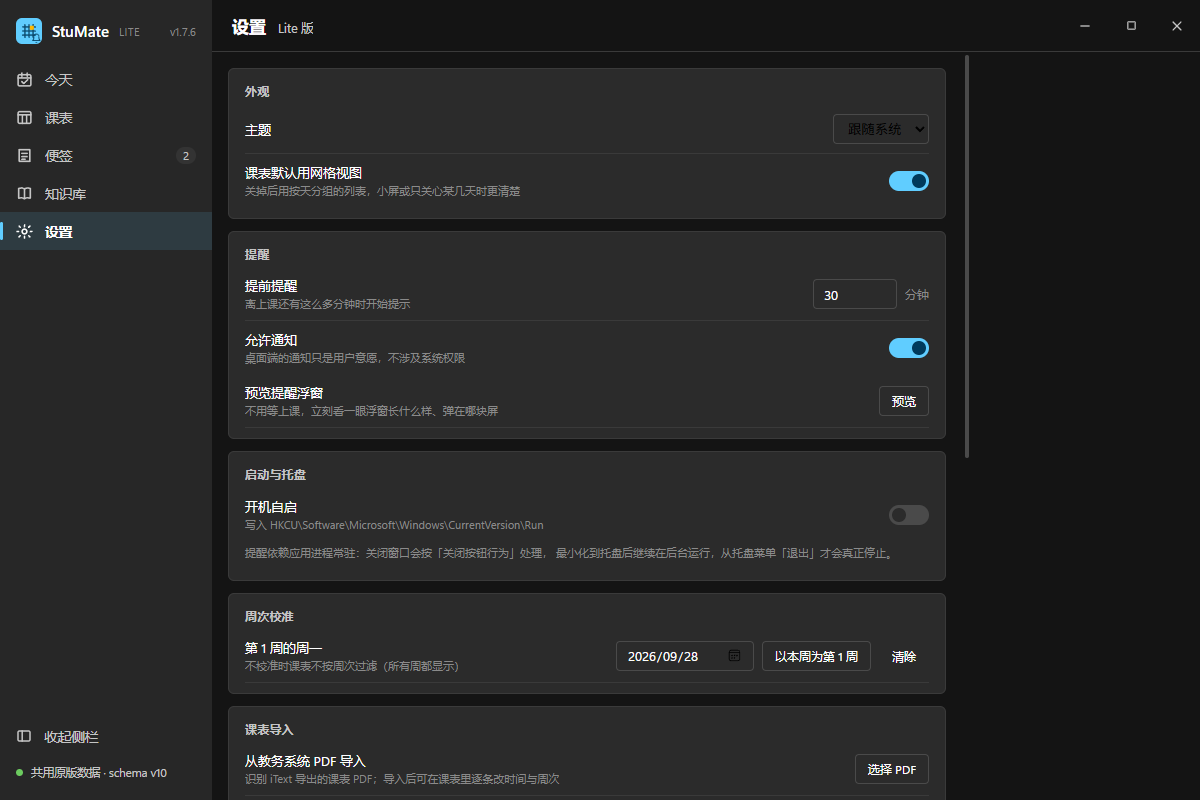 StuMate LITE v1.7.6
今天
课表
便签 2
知识库
设置
收起侧栏
共用原版数据 · schema v10
设置 Lite 版
外观
主题 跟随系统
课表默认用网格视图
关掉后用按天分组的列表，小屏或只关心某几天时更清楚
提醒
提前提醒
离上课还有这么多分钟时开始提示
30 分钟
允许通知
桌面端的通知只是用户意愿，不涉及系统权限
预览提醒浮窗
不用等上课，立刻看一眼浮窗长什么样、弹在哪块屏
预览
启动与托盘
开机自启
写入 HKCU\Software\Microsoft\Windows\CurrentVersion\Run
提醒依赖应用进程常驻：关闭窗口会按「关闭按钮行为」处理， 最小化到托盘后继续在后台运行，从托盘菜单「退出」才会真正停止。
周次校准
第 1 周的周一
不校准时课表不按周次过滤（所有周都显示）
2026/09/28 以本周为第 1 周 清除
课表导入
从教务系统 PDF 导入
识别 iText 导出的课表 PDF；导入后可在课表里逐条改时间与周次
选择 PDF